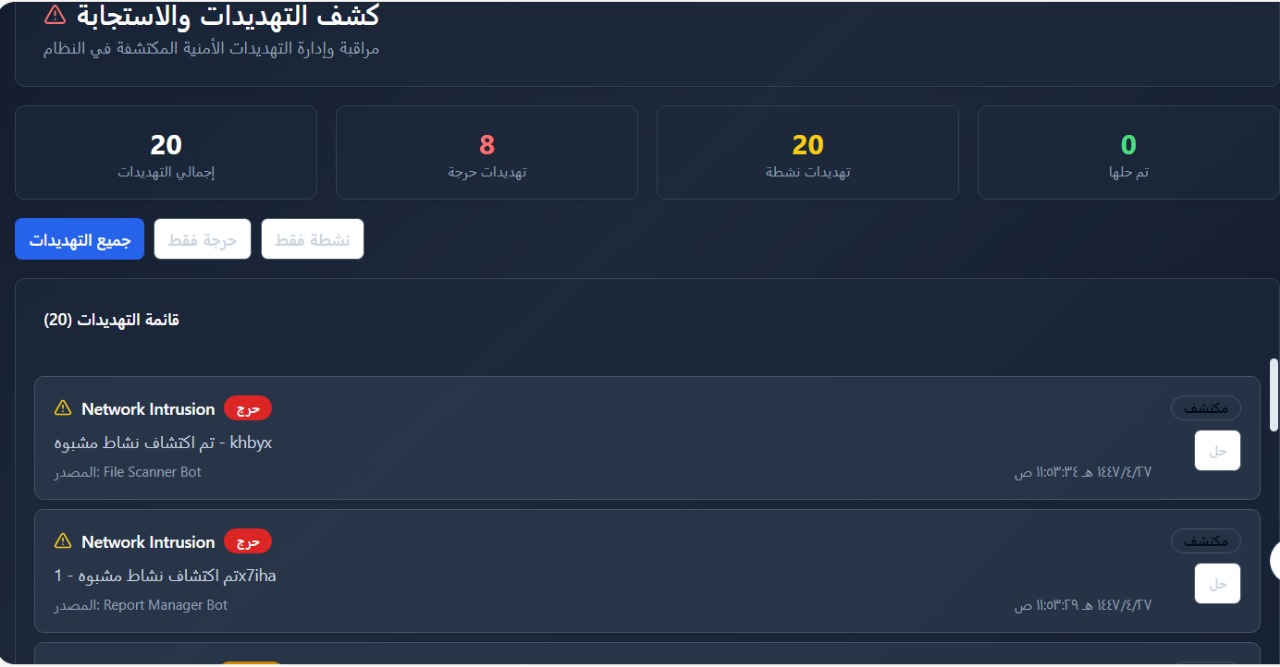 كشف التهديدات والاستجابة
مراقبة وإدارة التهديدات الأمنية المكتشفة في النظام
20
إجمالي التهديدات
8
تهديدات حرجة
20
تهديدات نشطة
0
تم حلها
جميع التهديدات
حرجة فقط
نشطة فقط
قائمة التهديدات (20)
Network Intrusion
حرج
مكتشف
تم اكتشاف نشاط مشبوه - khbyx
حل
المصدر: File Scanner Bot
١٤٤٧/٤/٢٧ هـ ١١:٥٣:٣٤ ص
Network Intrusion
حرج
مكتشف
تم اكتشاف نشاط مشبوه - 1x7iha
حل
المصدر: Report Manager Bot
١٤٤٧/٤/٢٧ هـ ١١:٥٣:٢٩ ص